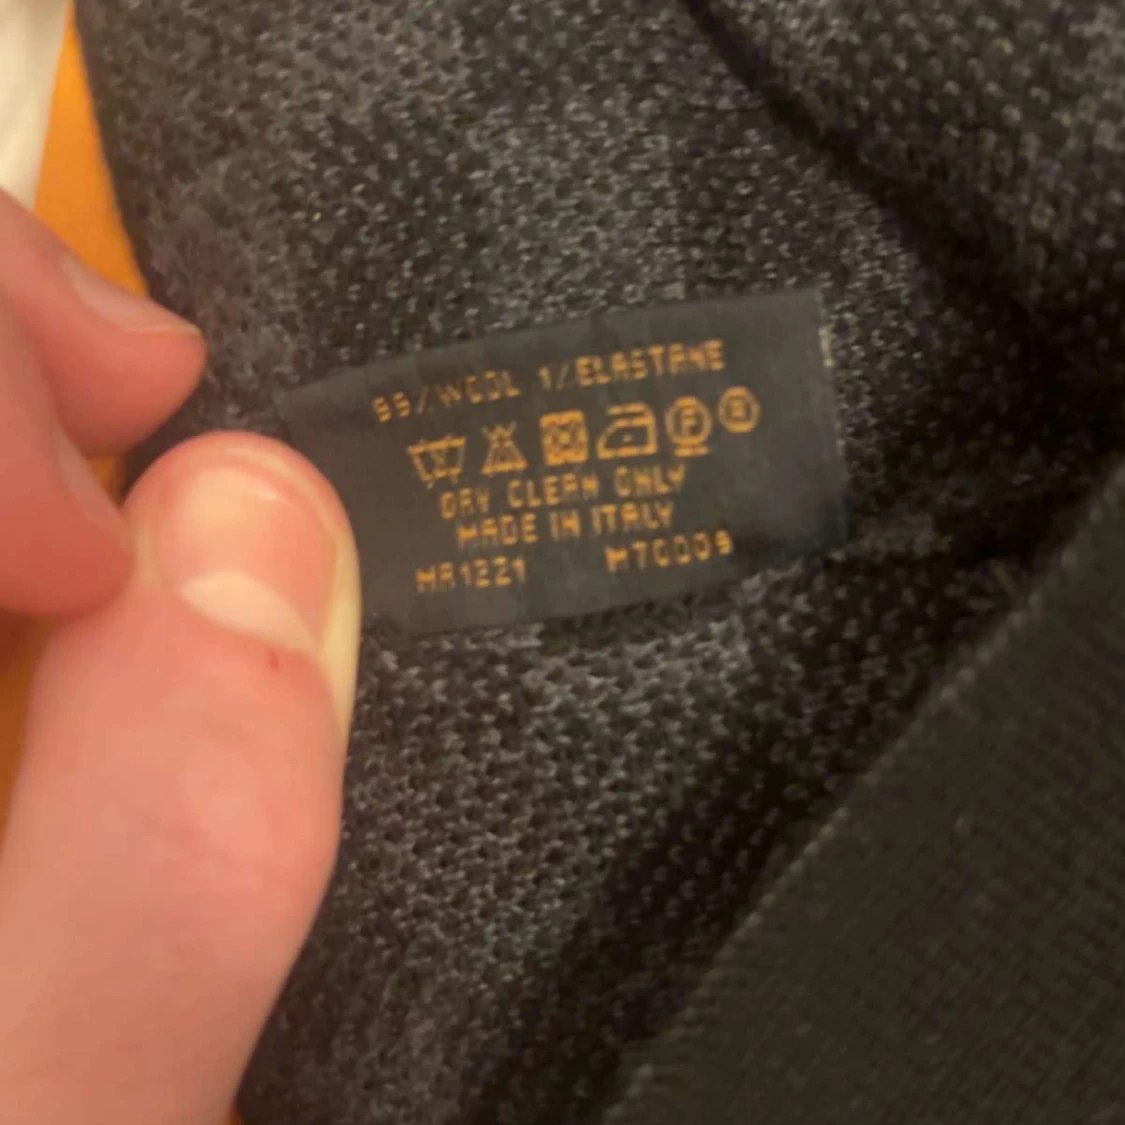 99/WOOL 1/ELASTANE
DRY CLEAN ONLY
MADE IN ITALY
MA1221 M70009